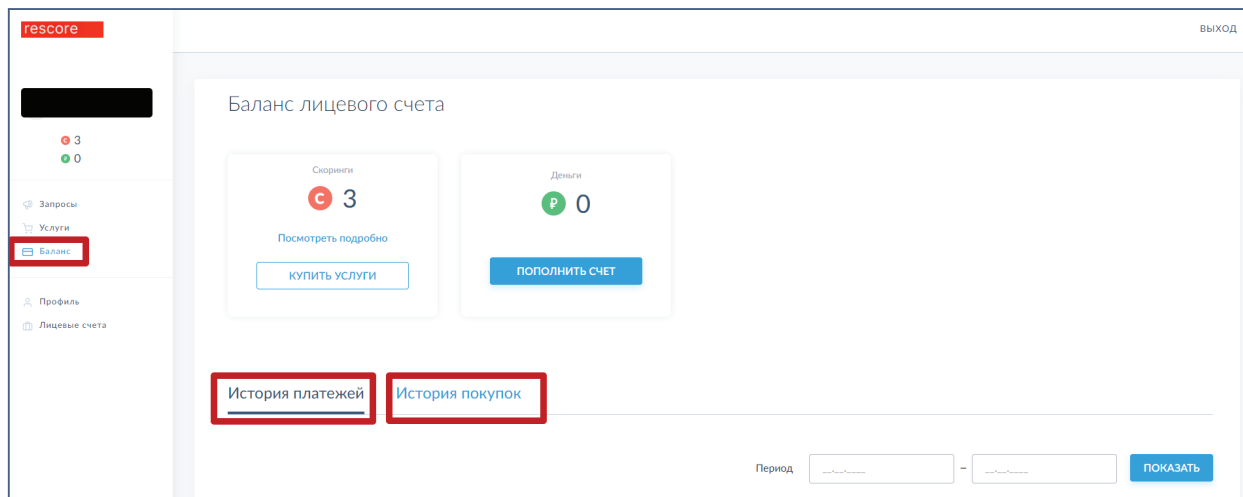 rescore
ВЫХОД
3
0
Запросы
Услуги
Баланс
Профиль
Лицевые счета
Баланс лицевого счета
Скоринги
С 3
Посмотреть подробно
КУПИТЬ УСЛУГИ
Деньги
₽ 0
ПОПОЛНИТЬ СЧЕТ
История платежей История покупок
Период __.__.____ – __.__.____ ПОКАЗАТЬ